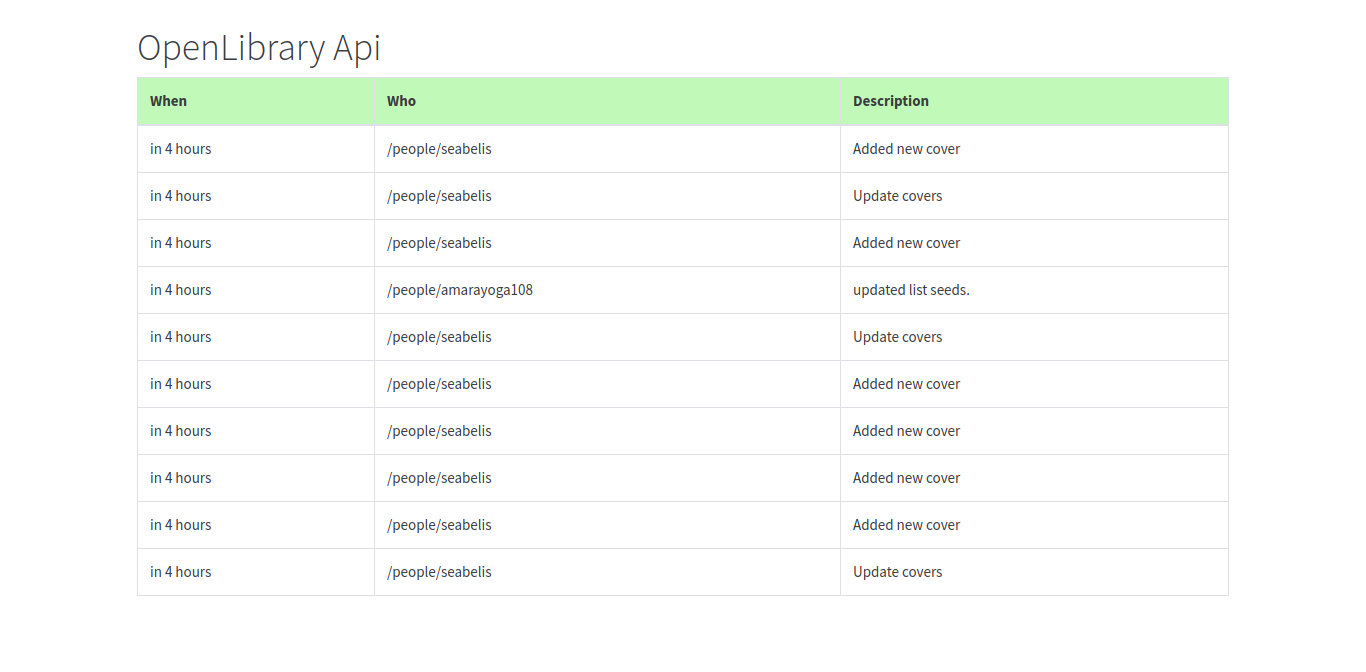 OpenLibrary Api
When Who Description
in 4 hours /people/seabelis Added new cover
in 4 hours /people/seabelis Update covers
in 4 hours /people/seabelis Added new cover
in 4 hours /people/amarayoga108 updated list seeds.
in 4 hours /people/seabelis Update covers
in 4 hours /people/seabelis Added new cover
in 4 hours /people/seabelis Added new cover
in 4 hours /people/seabelis Added new cover
in 4 hours /people/seabelis Added new cover
in 4 hours /people/seabelis Update covers